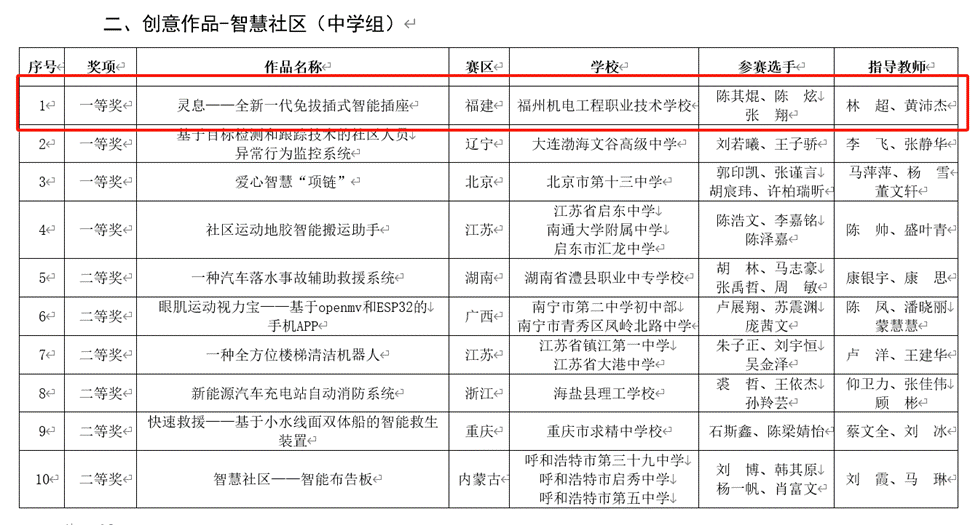 二、创意作品-智慧社区（中学组）
序号 奖项 作品名称 赛区 学校 参赛选手 指导教师
1 一等奖 灵息——全新一代免拔插式智能插座 福建 福州机电工程职业技术学校 陈其焜、陈 炫 林 超、黄沛杰
张 翔
2 一等奖 基于目标检测和跟踪技术的社区人员 辽宁 大连渤海文谷高级中学 刘若曦、王子骄 李 飞、张静华
异常行为监控系统
3 一等奖 爱心智慧“项链” 北京 北京市第十三中学 郭印凯、张谨言 马萍萍、杨 雪
胡宸玮、许柏瑞昕 董文轩
4 一等奖 社区运动地胶智能搬运助手 江苏 江苏省启东中学 陈浩文、李嘉铭 陈 帅、盛叶青
南通大学附属中学 陈泽嘉
启东市汇龙中学
5 二等奖 一种汽车落水事故辅助救援系统 湖南 湖南省澧县职业中专学校 胡 林、马志豪 康银宇、康 思
张禹哲、周 敏
6 二等奖 眼肌运动视力宝——基于openmv和ESP32的 广西 南宁市第二中学初中部 卢展翔、苏震渊 陈 凤、潘晓丽
手机APP 南宁市青秀区凤岭北路中学 庞茜文 蒙慧慧
7 二等奖 一种全方位楼梯清洁机器人 江苏 江苏省镇江第一中学 朱子正、刘宇恒 卢 洋、王建华
江苏省大港中学 吴金泽
8 二等奖 新能源汽车充电站自动消防系统 浙江 海盐县理工学校 裘 哲、王依杰 仰卫力、张佳伟
孙羚芸 顾 彬
9 二等奖 快速救援——基于小水线面双体船的智能救生 重庆 重庆市求精中学校 石斯鑫、陈梁婧怡 蔡文全、刘 冰
装置
10 二等奖 智慧社区——智能布告板 内蒙古 呼和浩特市第三十九中学 刘 博、韩其原 刘 霞、马 琳
呼和浩特市启秀中学 杨一帆、肖富文
呼和浩特市第五中学